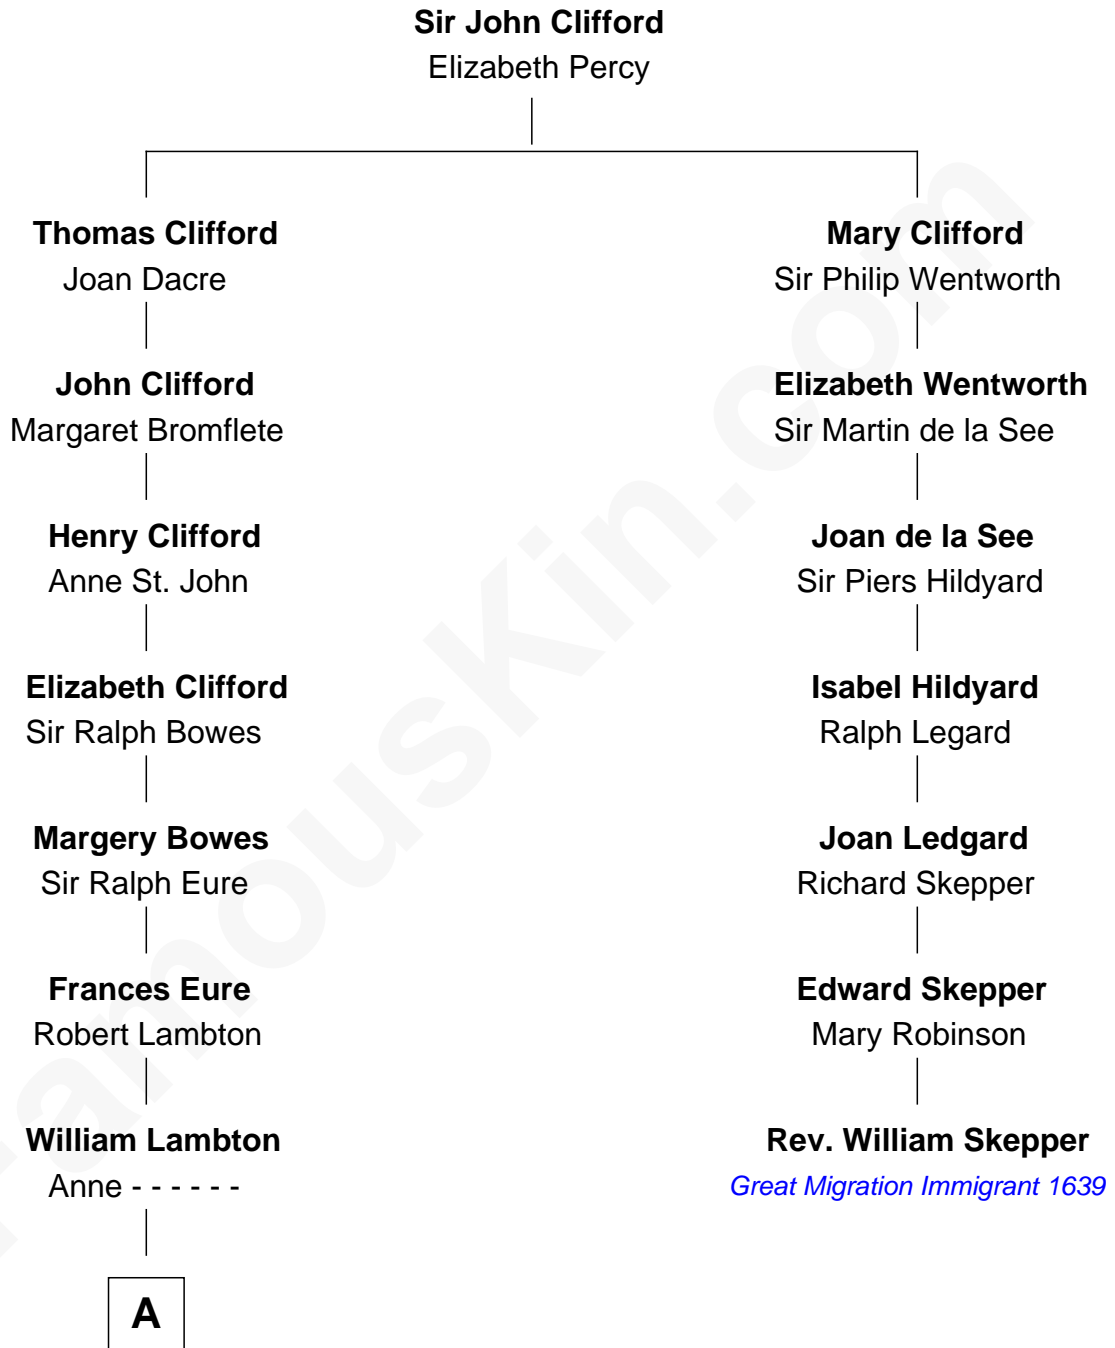 Sir John Clifford
Elizabeth Percy
Thomas Clifford
Joan Dacre
John Clifford
Margaret Bromflete
Henry Clifford
Anne St. John
Elizabeth Clifford
Sir Ralph Bowes
Margery Bowes
Sir Ralph Eure
Frances Eure
Robert Lambton
William Lambton
Anne - - - - - -
A
Mary Clifford
Sir Philip Wentworth
Elizabeth Wentworth
Sir Martin de la See
Joan de la See
Sir Piers Hildyard
Isabel Hildyard
Ralph Legard
Joan Ledgard
Richard Skepper
Edward Skepper
Mary Robinson
Rev. William Skepper
Great Migration Immigrant 1639
FamousKin.com